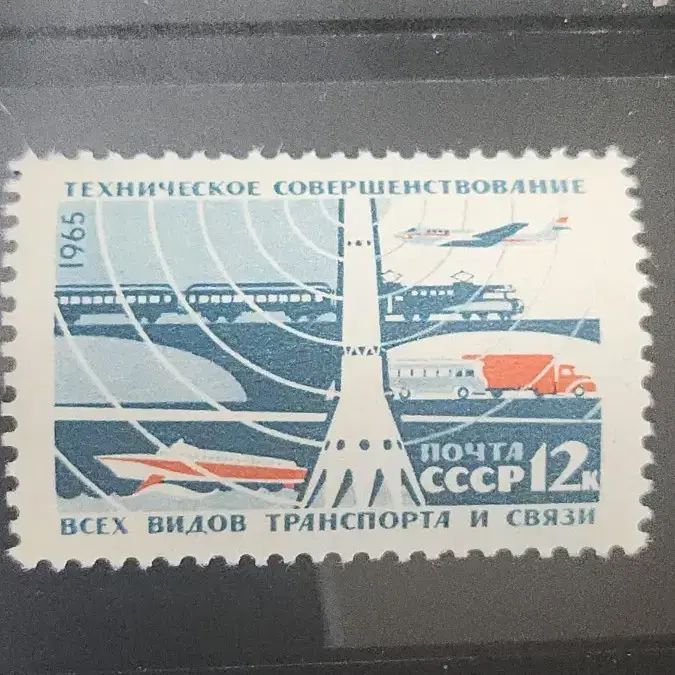 ТЕХНИЧЕСКОЕ СОВЕРШЕНСТВОВАНИЕ
1965
ПОЧТА
СССР 12к
ВСЕХ ВИДОВ ТРАНСПОРТА И СВЯЗИ